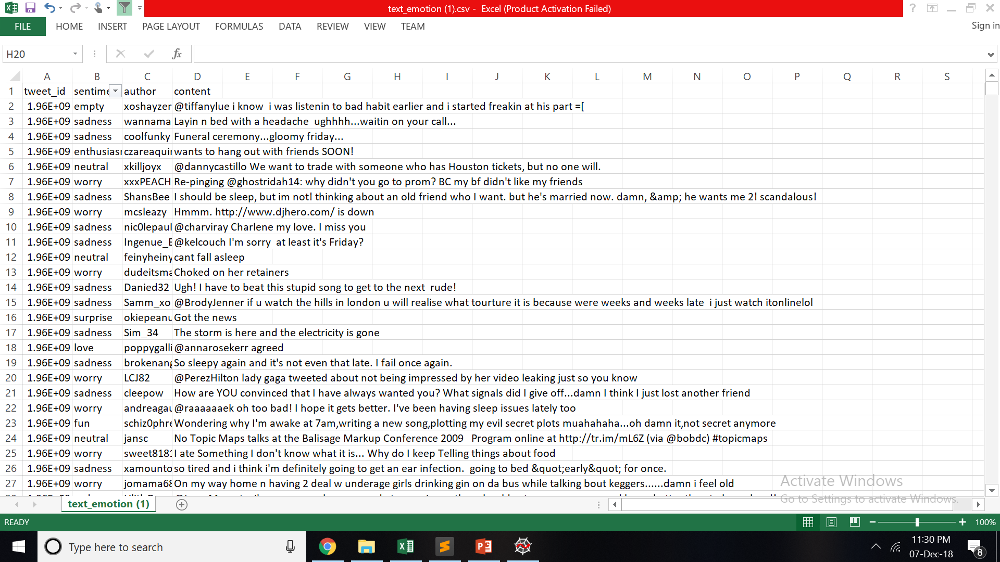 text_emotion (1).csv - Excel (Product Activation Failed)
?
FILE HOME INSERT PAGE LAYOUT FORMULAS DATA REVIEW VIEW TEAM Sign in
H20 fx
A B C D E F G H I J K L M N O P Q R S
1 tweet_id sentime author content
2 1.96E+09 empty xoshayzer @tiffanylue i know  i was listenin to bad habit earlier and i started freakin at his part =[
3 1.96E+09 sadness wannama Layin n bed with a headache  ughhhh...waitin on your call...
4 1.96E+09 sadness coolfunky Funeral ceremony...gloomy friday...
5 1.96E+09 enthusiasr czareaquir wants to hang out with friends SOON!
6 1.96E+09 neutral xkilljoyx @dannycastillo We want to trade with someone who has Houston tickets, but no one will.
7 1.96E+09 worry xxxPEACH Re-pinging @ghostridah14: why didn't you go to prom? BC my bf didn't like my friends
8 1.96E+09 sadness ShansBee I should be sleep, but im not! thinking about an old friend who I want. but he's married now. damn, &amp; he wants me 2! scandalous!
9 1.96E+09 worry mcsleazy Hmmm. http://www.djhero.com/ is down
10 1.96E+09 sadness nic0lepaul @charviray Charlene my love. I miss you
11 1.96E+09 sadness Ingenue_E @kelcouch I'm sorry  at least it's Friday?
12 1.96E+09 neutral feinyheiny cant fall asleep
13 1.96E+09 worry dudeitsma Choked on her retainers
14 1.96E+09 sadness Danied32 Ugh! I have to beat this stupid song to get to the next  rude!
15 1.96E+09 sadness Samm_xo @BrodyJenner if u watch the hills in london u will realise what tourture it is because were weeks and weeks late  i just watch itonlinelol
16 1.96E+09 surprise okiepeanu Got the news
17 1.96E+09 sadness Sim_34 The storm is here and the electricity is gone
18 1.96E+09 love poppygalli @annarosekerr agreed
19 1.96E+09 sadness brokenang So sleepy again and it's not even that late. I fail once again.
20 1.96E+09 worry LCJ82 @PerezHilton lady gaga tweeted about not being impressed by her video leaking just so you know
21 1.96E+09 sadness cleepow How are YOU convinced that I have always wanted you? What signals did I give off...damn I think I just lost another friend
22 1.96E+09 worry andreagau @raaaaaaek oh too bad! I hope it gets better. I've been having sleep issues lately too
23 1.96E+09 fun schiz0phre Wondering why I'm awake at 7am,writing a new song,plotting my evil secret plots muahahaha...oh damn it,not secret anymore
24 1.96E+09 neutral jansc No Topic Maps talks at the Balisage Markup Conference 2009   Program online at http://tr.im/mL6Z (via @bobdc) #topicmaps
25 1.96E+09 worry sweet8181 I ate Something I don't know what it is... Why do I keep Telling things about food
26 1.96E+09 sadness xamounto so tired and i think i'm definitely going to get an ear infection.  going to bed &quot;early&quot; for once.
27 1.96E+09 worry jomama68 On my way home n having 2 deal w underage girls drinking gin on da bus while talking bout keggers......damn i feel old
Activate Windows
Go to Settings to activate Windows.
text_emotion (1)
READY 100%
Type here to search
11:30 PM
07-Dec-18
8